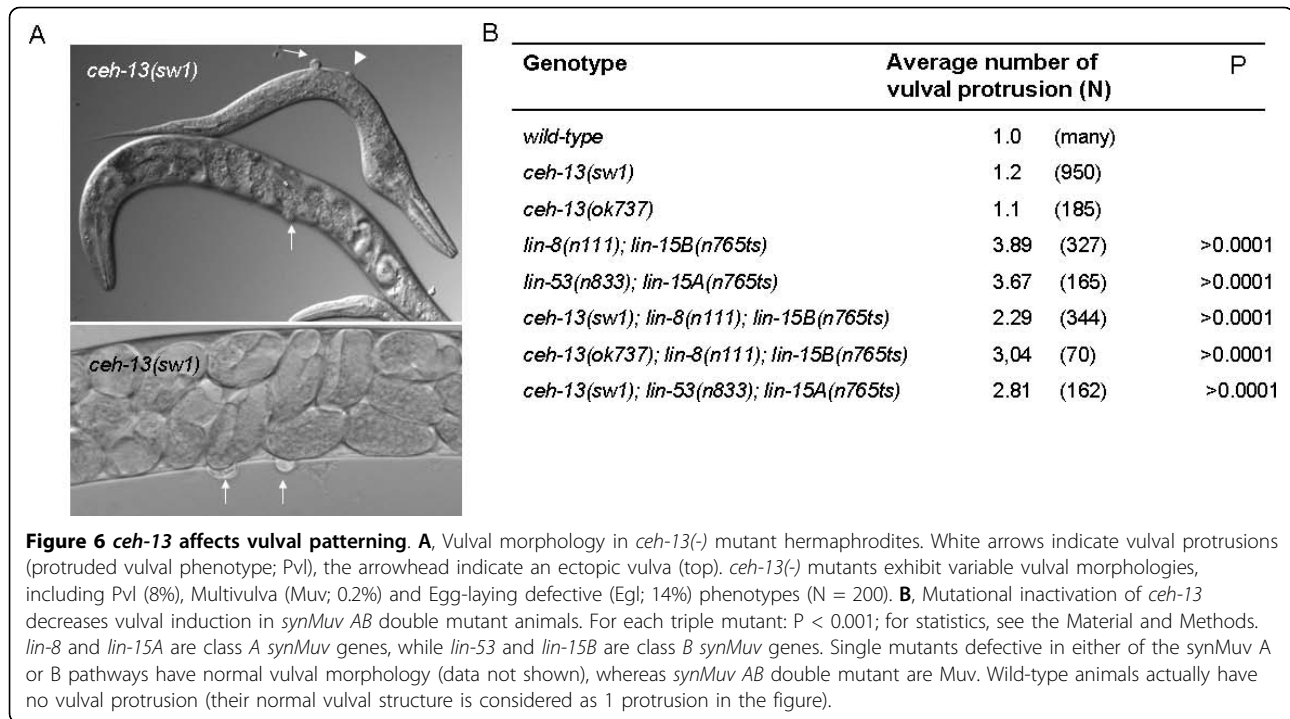 A
ceh-13(sw1)
ceh-13(sw1)
B
Genotype Average number of vulval protrusion (N) P
wild-type 1.0 (many)
ceh-13(sw1) 1.2 (950)
ceh-13(ok737) 1.1 (185)
lin-8(n111); lin-15B(n765ts) 3.89 (327) >0.0001
lin-53(n833); lin-15A(n765ts) 3.67 (165) >0.0001
ceh-13(sw1); lin-8(n111); lin-15B(n765ts) 2.29 (344) >0.0001
ceh-13(ok737); lin-8(n111); lin-15B(n765ts) 3,04 (70) >0.0001
ceh-13(sw1); lin-53(n833); lin-15A(n765ts) 2.81 (162) >0.0001
Figure 6 ceh-13 affects vulval patterning. A, Vulval morphology in ceh-13(-) mutant hermaphrodites. White arrows indicate vulval protrusions
(protruded vulval phenotype; Pvl), the arrowhead indicate an ectopic vulva (top). ceh-13(-) mutants exhibit variable vulval morphologies,
including Pvl (8%), Multivulva (Muv; 0.2%) and Egg-laying defective (Egl; 14%) phenotypes (N = 200). B, Mutational inactivation of ceh-13
decreases vulval induction in synMuv AB double mutant animals. For each triple mutant: P < 0.001; for statistics, see the Material and Methods.
lin-8 and lin-15A are class A synMuv genes, while lin-53 and lin-15B are class B synMuv genes. Single mutants defective in either of the synMuv A
or B pathways have normal vulval morphology (data not shown), whereas synMuv AB double mutant are Muv. Wild-type animals actually have
no vulval protrusion (their normal vulval structure is considered as 1 protrusion in the figure).